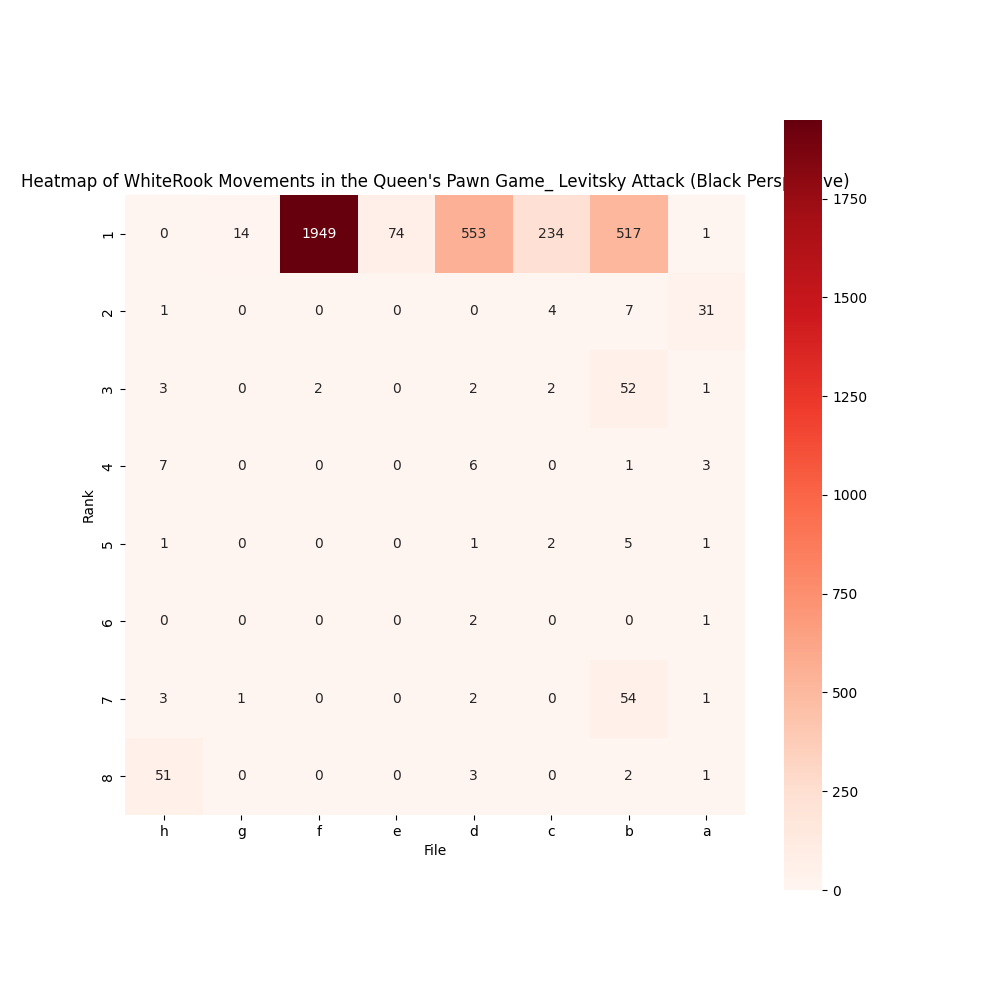 Heatmap of WhiteRook Movements in the Queen's Pawn Game_ Levitsky Attack (Black Pers ve)
1 0 14 1949 74 553 234 517 1
2 1 0 0 0 0 4 7 31
3 3 0 2 0 2 2 52 1
4 7 0 0 0 6 0 1 3
Rank
5 1 0 0 0 1 2 5 1
6 0 0 0 0 2 0 0 1
7 3 1 0 0 2 0 54 1
8 51 0 0 0 3 0 2 1
h g f e d c b a
File
1750
1500
1250
1000
750
500
250
0